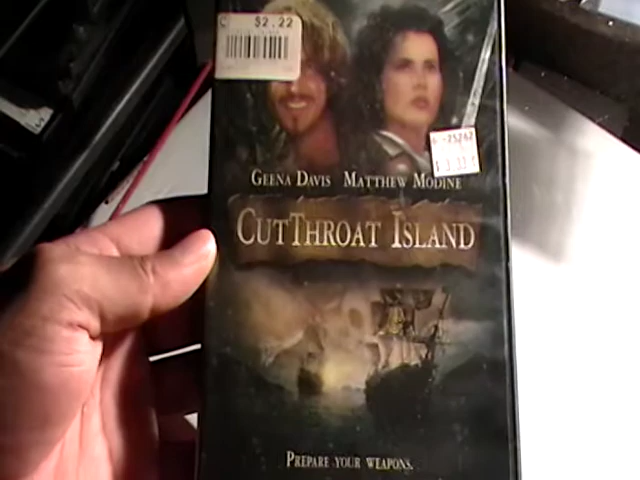 $2.22
GEENA DAVIS MATTHEW MODINE
CUTTHROAT ISLAND
PREPARE YOUR WEAPONS.